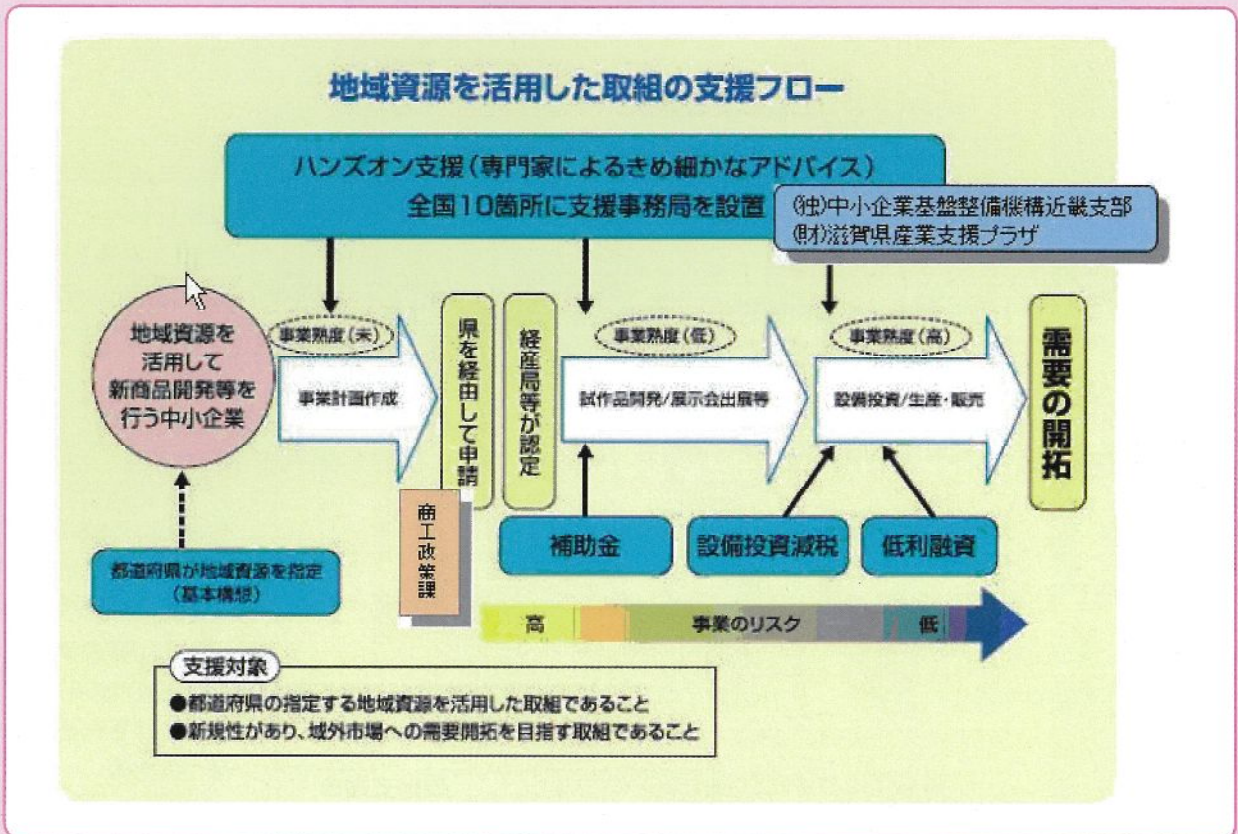 地域資源を活用した取組の支援フロー
ハンズオン支援(専門家によるきめ細かなアドバイス)
全国10箇所に支援事務局を設置
(独)中小企業基盤整備機構近畿支部
(財)滋賀県産業支援プラザ
地域資源を
活用して
新商品開発等を
行う中小企業
事業熟度(未)
事業計画作成
県を経由して申請
経産局等が認定
事業熟度(低)
試作品開発/展示会出展等
事業熟度(高)
設備投資/生産・販売
需要の開拓
商工政策課
都道府県が地域資源を指定
(基本構想)
補助金
設備投資減税
低利融資
高
事業のリスク
低
支援対象
●都道府県の指定する地域資源を活用した取組であること
●新規性があり、域外市場への需要開拓を目指す取組であること